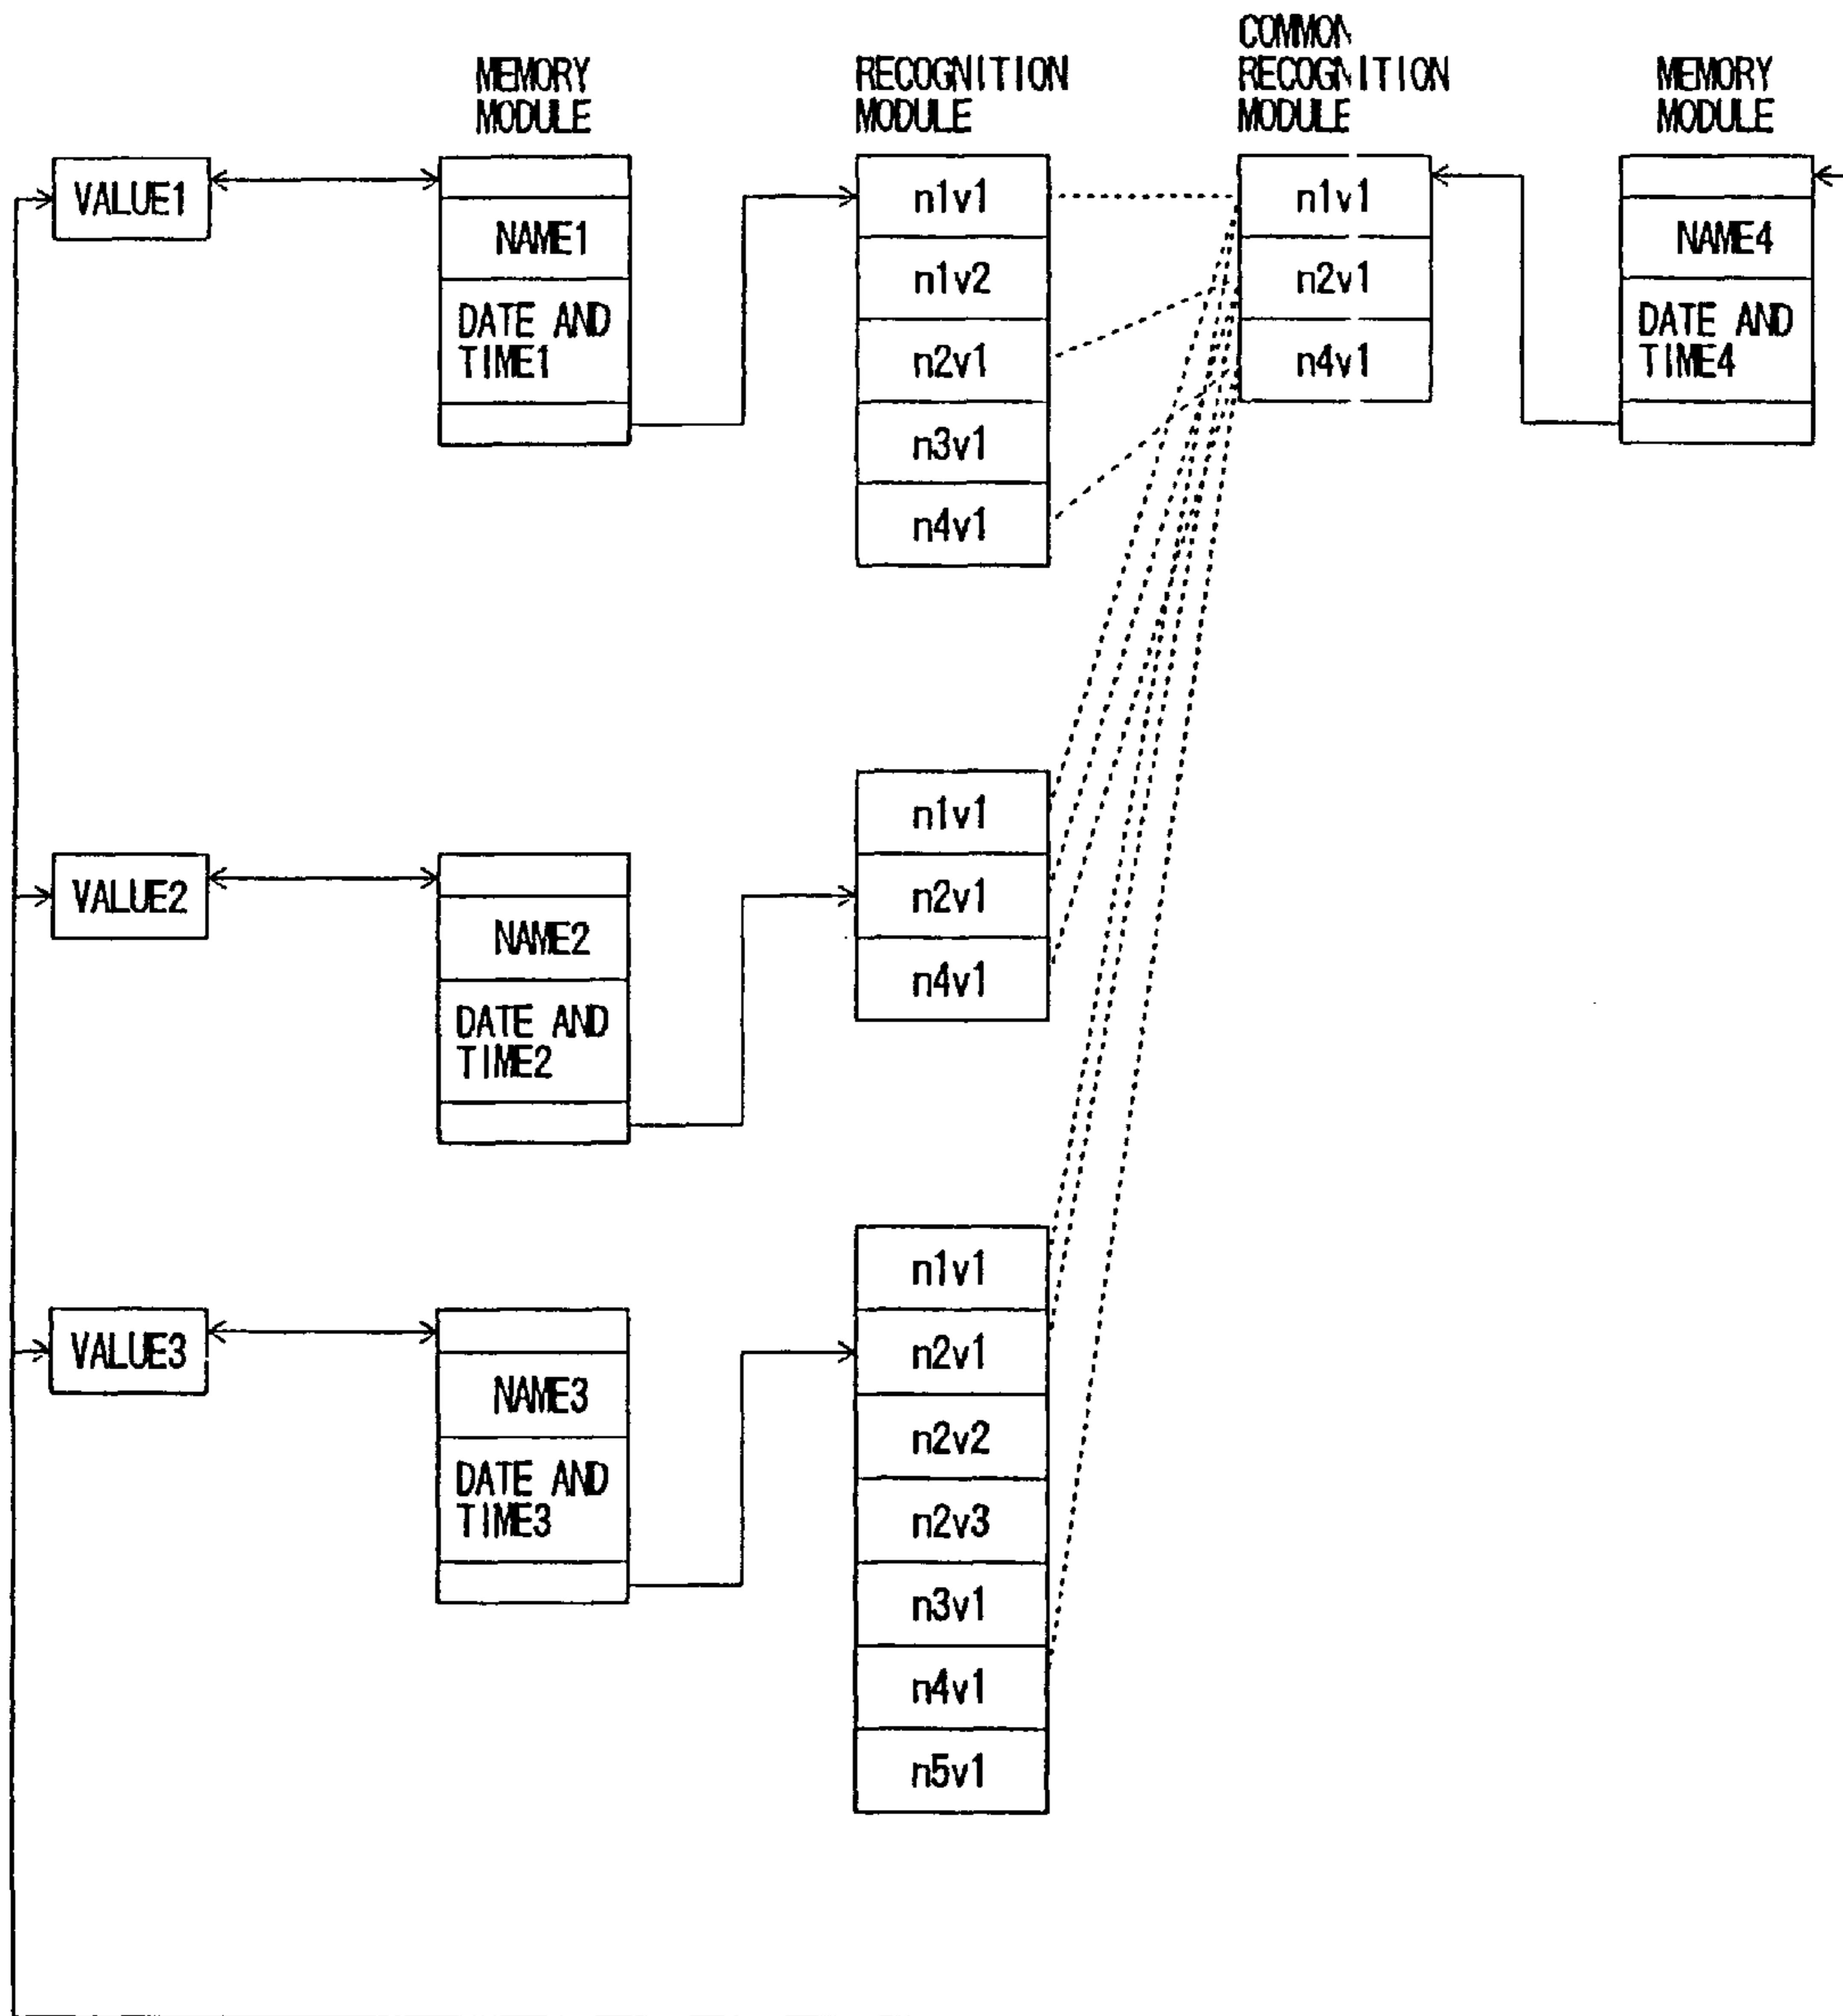 MEMORY
MODULE
RECOGNITION
MODULE
COMMON
RECOGNITION
MODULE
MEMORY
MODULE
VALUE1
NAME1
DATE AND
TIME1
n1v1
n1v2
n2v1
n3v1
n4v1
n1v1
n2v1
n4v1
NAME4
DATE AND
TIME4
VALUE2
NAME2
DATE AND
TIME2
n1v1
n2v1
n4v1
VALUE3
NAME3
DATE AND
TIME3
n1v1
n2v1
n2v2
n2v3
n3v1
n4v1
n5v1